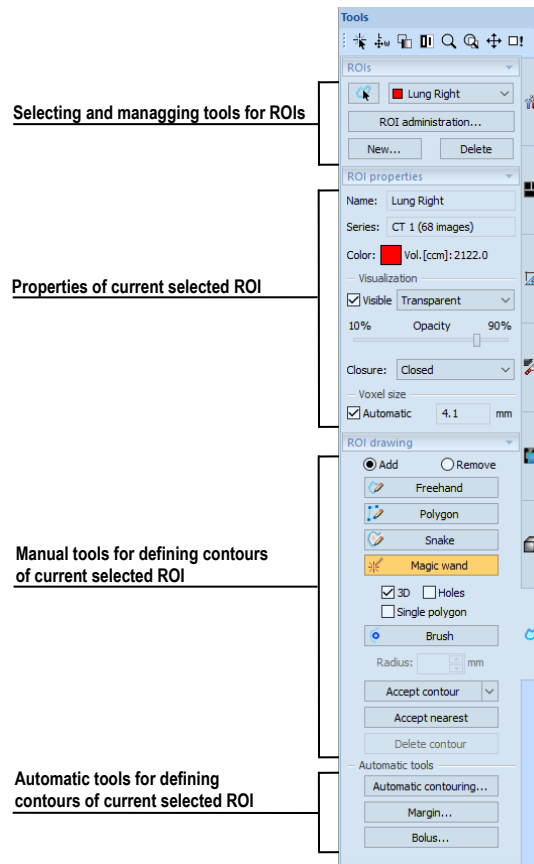 Tools
ROIs
Lung Right
Selecting and managging tools for ROIs
ROI administration...
New... Delete
ROI properties
Name: Lung Right
Series: CT 1 (68 images)
Color: Vol.[ccm]: 2122.0
Properties of current selected ROI
Visualization
Visible Transparent
10% Opacity 90%
Closure: Closed
Voxel size
Automatic 4.1 mm
ROI drawing
Add Remove
Freehand
Polygon
Snake
Manual tools for defining contours
of current selected ROI
Magic wand
3D Holes
Single polygon
Brush
Radius: mm
Accept contour
Accept nearest
Delete contour
Automatic tools for defining
contours of current selected ROI
Automatic tools
Automatic contouring...
Margin...
Bolus...